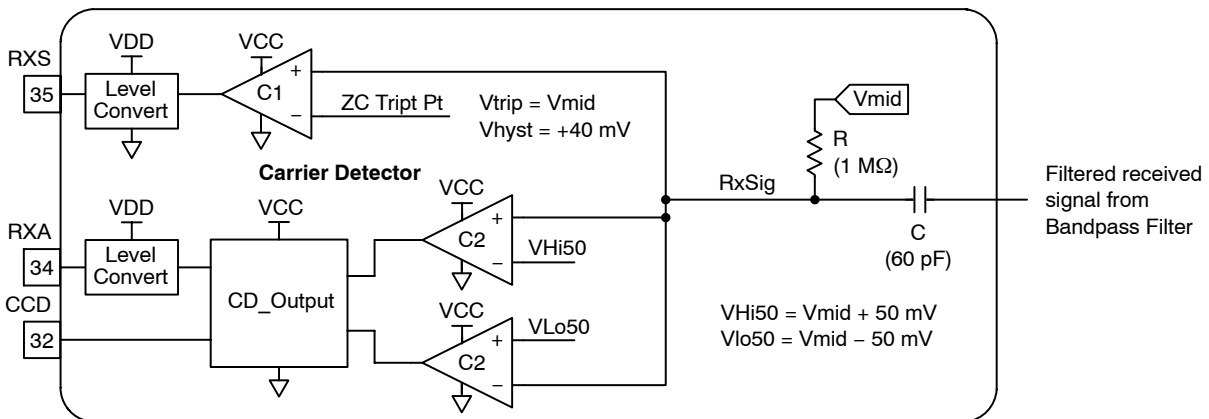 RXS
35
VDD
Level
Convert
VCC
C1
+
−
ZC Tript Pt
Vtrip = Vmid
Vhyst = +40 mV
Vmid
R
(1 MΩ)
Carrier Detector
RxSig
C
(60 pF)
Filtered received
signal from
Bandpass Filter
RXA
34
VDD
Level
Convert
CCD
32
VCC
CD_Output
VCC
C2
+
−
VHi50
VCC
C2
+
−
VLo50
VHi50 = Vmid + 50 mV
Vlo50 = Vmid − 50 mV